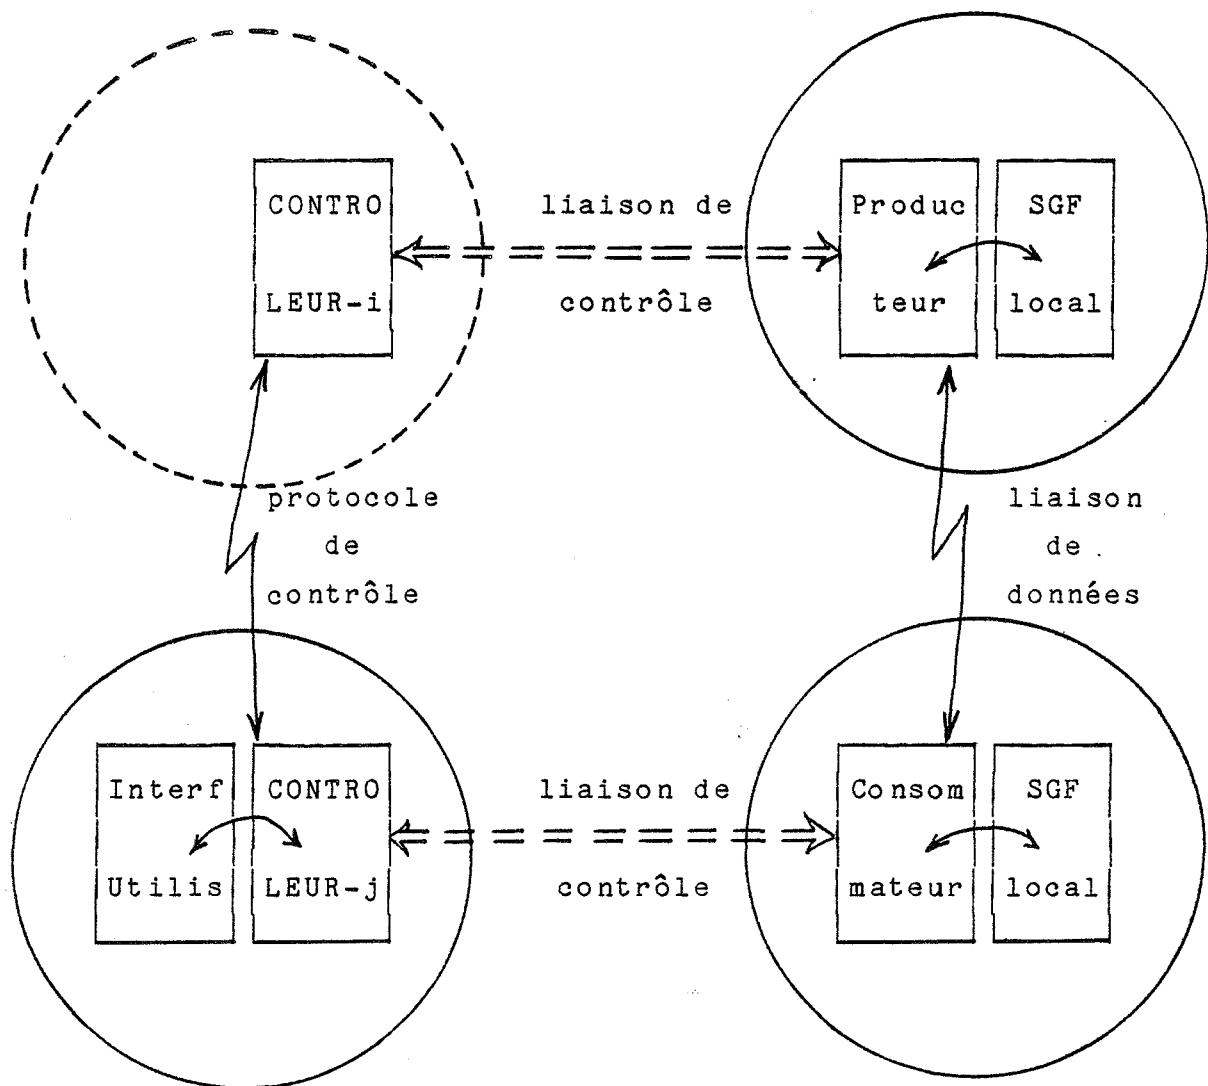 CONTRO
LEUR-i
liaison de
contrôle
Produc
teur
SGF
local
protocole
de
contrôle
liaison
de
données
Interf
Utilis
CONTRO
LEUR-j
liaison de
contrôle
Consom
mateur
SGF
local